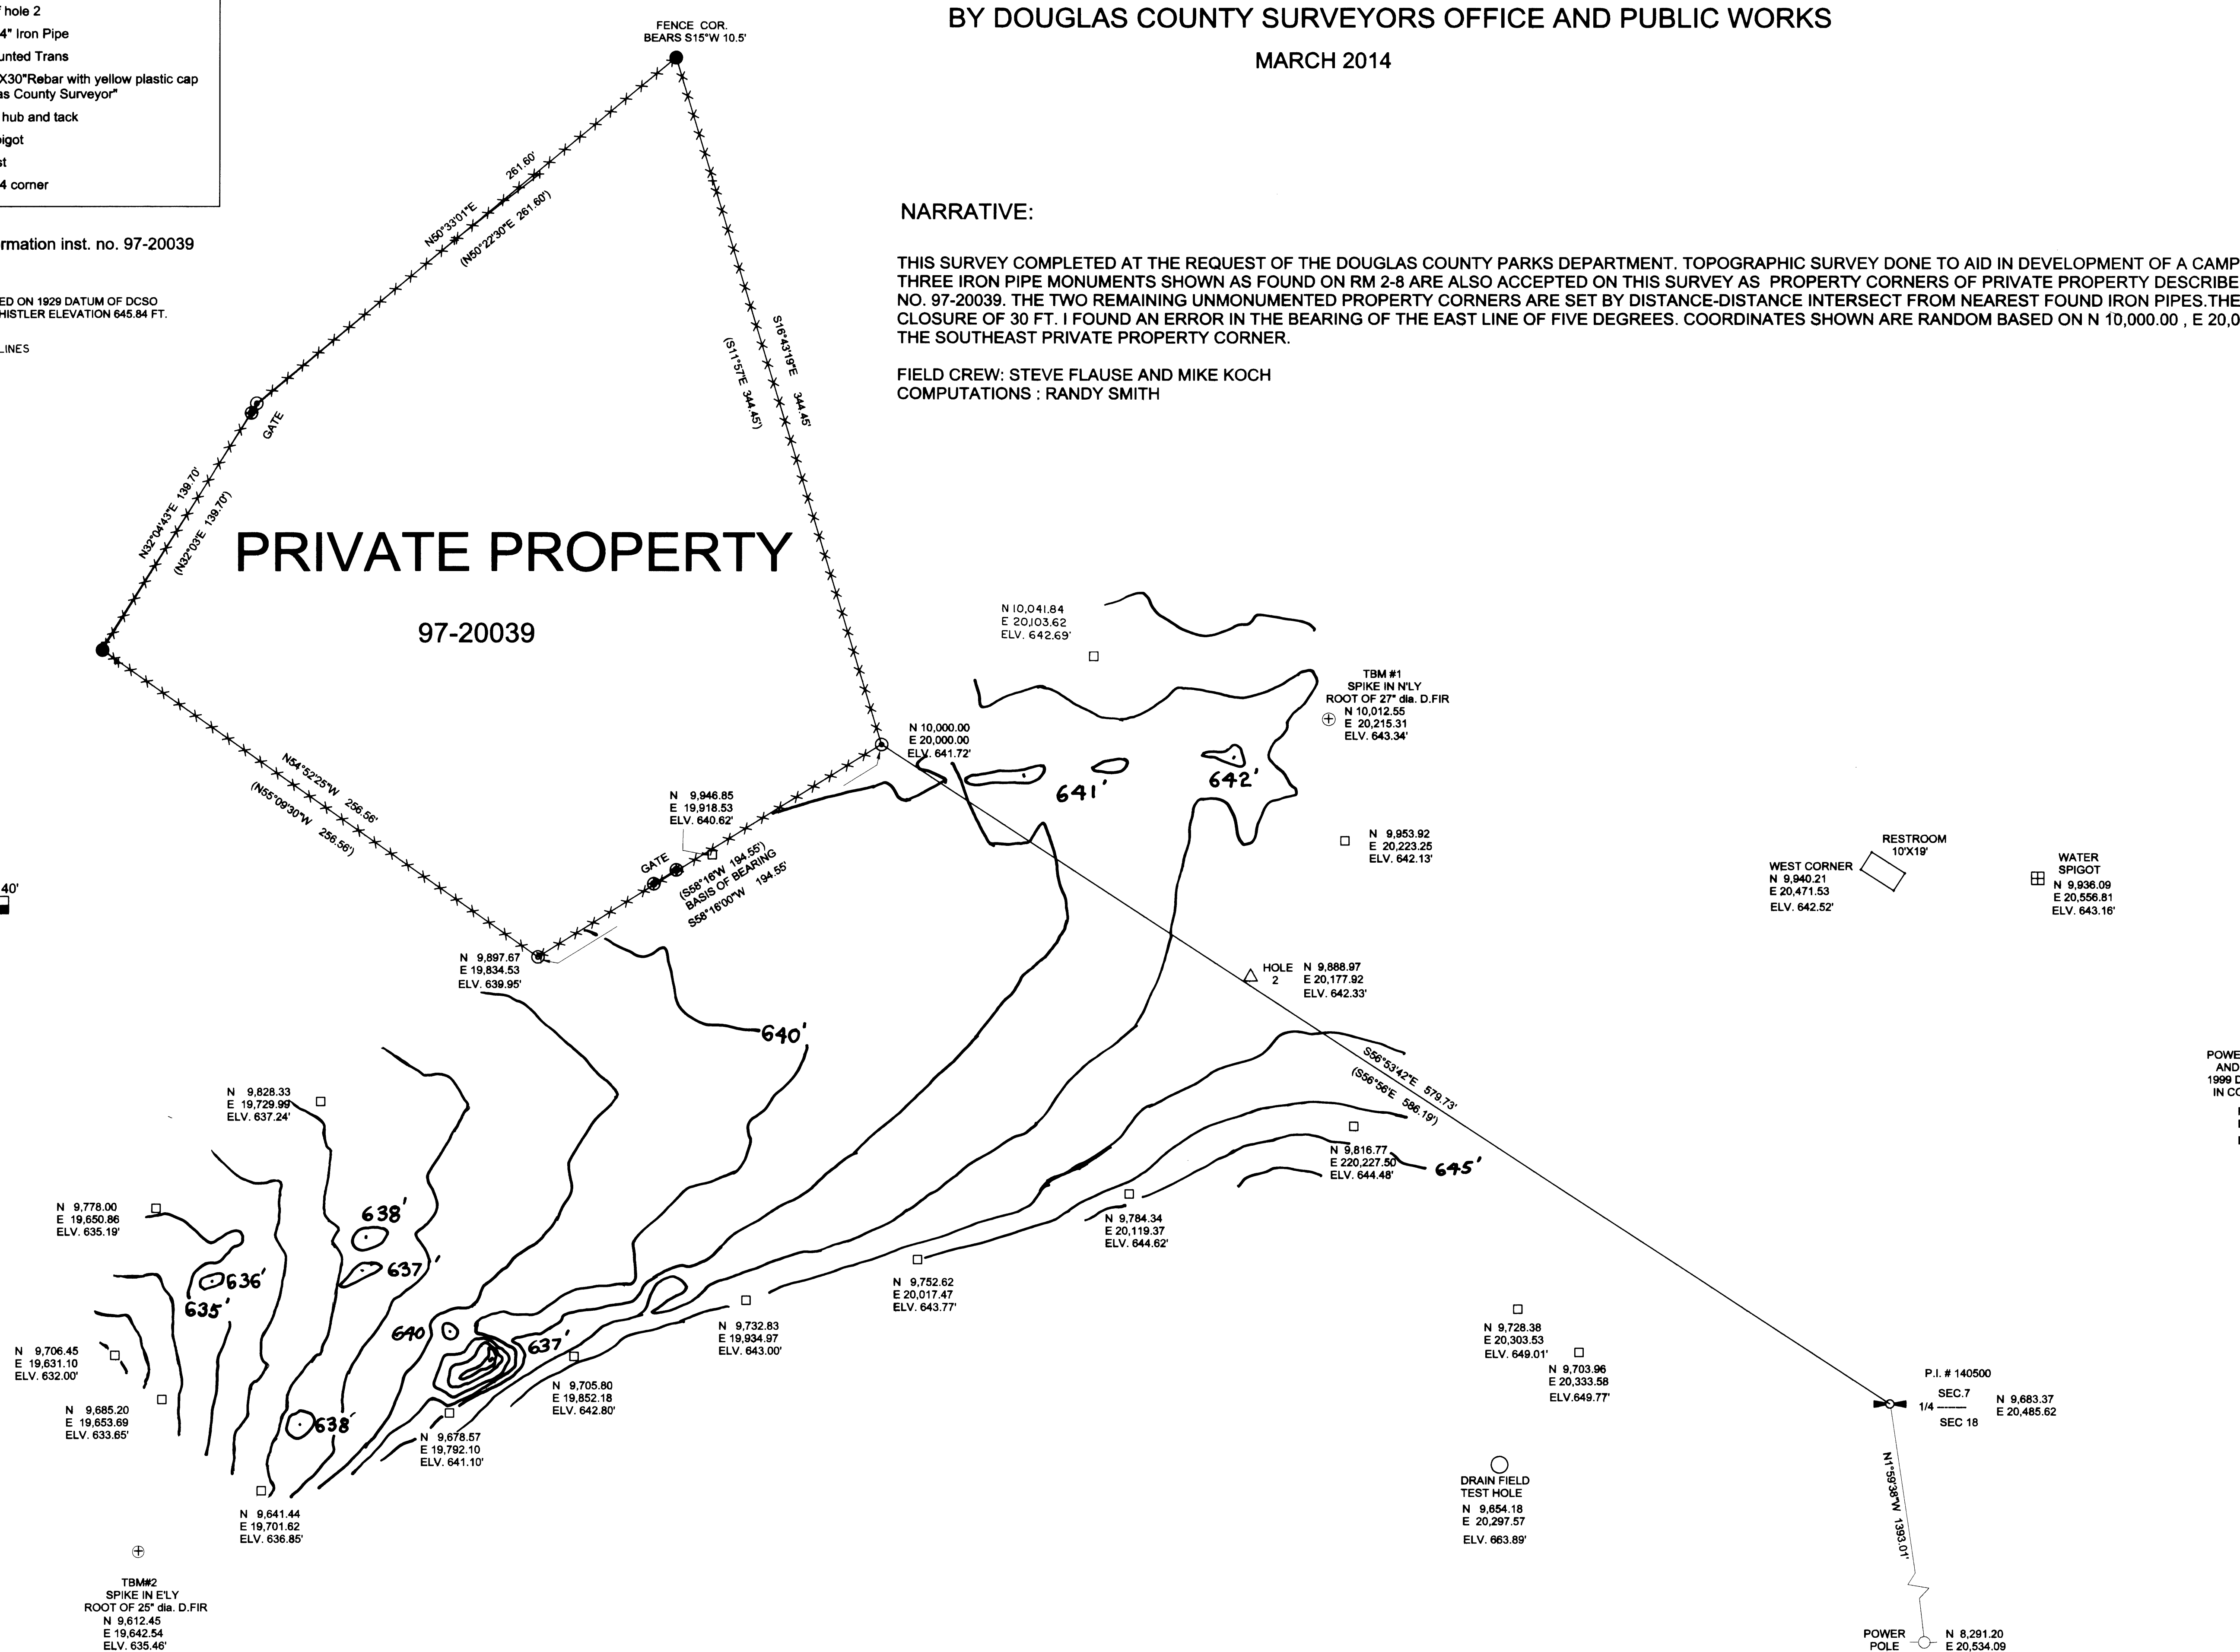 hole 2
4" Iron Pipe
unted Trans
X30"Rebar with yellow plastic cap
as County Surveyor"
hub and tack
pigot
st
4 corner
rmation inst. no. 97-20039
ED ON 1929 DATUM OF DCSO
HISTLER ELEVATION 645.84 FT.
LINES
BY DOUGLAS COUNTY SURVEYORS OFFICE AND PUBLIC WORKS
MARCH 2014
NARRATIVE:
THIS SURVEY COMPLETED AT THE REQUEST OF THE DOUGLAS COUNTY PARKS DEPARTMENT. TOPOGRAPHIC SURVEY DONE TO AID IN DEVELOPMENT OF A CAMP
THREE IRON PIPE MONUMENTS SHOWN AS FOUND ON RM 2-8 ARE ALSO ACCEPTED ON THIS SURVEY AS PROPERTY CORNERS OF PRIVATE PROPERTY DESCRIBE
NO. 97-20039. THE TWO REMAINING UNMONUMENTED PROPERTY CORNERS ARE SET BY DISTANCE-DISTANCE INTERSECT FROM NEAREST FOUND IRON PIPES.THE
CLOSURE OF 30 FT. I FOUND AN ERROR IN THE BEARING OF THE EAST LINE OF FIVE DEGREES. COORDINATES SHOWN ARE RANDOM BASED ON N 10,000.00 , E 20,0
THE SOUTHEAST PRIVATE PROPERTY CORNER.
FIELD CREW: STEVE FLAUSE AND MIKE KOCH
COMPUTATIONS : RANDY SMITH
FENCE COR.
BEARS S15°W 10.5'
N50°33'01"E 261.60'
(N50°22'30"E 261.60')
S16°43'19"E 344.45'
(S11°57'E 344.45')
GATE
N32°04'43"E 139.70'
(N32°03'E 139.70')
PRIVATE PROPERTY
97-20039
N54°52'25"W 256.56'
(N55°09'30"W 256.56')
N 10,041.84
E 20,103.62
ELV. 642.69'
TBM #1
SPIKE IN N'LY
ROOT OF 27" dia. D.FIR
N 10,012.55
E 20,215.31
ELV. 643.34'
N 10,000.00
E 20,000.00
ELV. 641.72'
641'
642'
N 9,946.85
E 19,918.53
ELV. 640.62'
GATE
(S58°16'W 194.55')
BASIS OF BEARING
S58°16'00"W 194.55'
N 9,953.92
E 20,223.25
ELV. 642.13'
RESTROOM
10'X19'
WEST CORNER
N 9,940.21
E 20,471.53
ELV. 642.52'
WATER
SPIGOT
N 9,936.09
E 20,556.81
ELV. 643.16'
40'
N 9,897.67
E 19,834.53
ELV. 639.95'
HOLE
2
N 9,888.97
E 20,177.92
ELV. 642.33'
640'
S56°53'42"E 579.73'
(S56°56'E 586.19')
POWE
AND
1999 D
IN CO
N 9,828.33
E 19,729.99
ELV. 637.24'
N 9,816.77
E 220,227.50
ELV. 644.48'
645'
N 9,778.00
E 19,650.86
ELV. 635.19'
638'
637'
636'
635'
N 9,784.34
E 20,119.37
ELV. 644.62'
N 9,752.62
E 20,017.47
ELV. 643.77'
640
637'
N 9,732.83
E 19,934.97
ELV. 643.00'
N 9,728.38
E 20,303.53
ELV. 649.01'
N 9,706.45
E 19,631.10
ELV. 632.00'
N 9,705.80
E 19,852.18
ELV. 642.80'
N 9,703.96
E 20,333.58
ELV.649.77'
N 9,685.20
E 19,653.69
ELV. 633.65'
638'
N 9,678.57
E 19,792.10
ELV. 641.10'
P.I. # 140500
SEC.7
1/4 --------
SEC 18
N 9,683.37
E 20,485.62
DRAIN FIELD
TEST HOLE
N 9,654.18
E 20,297.57
ELV. 663.89'
N 9,641.44
E 19,701.62
ELV. 636.85'
N1°59'38"W 1393.01'
TBM#2
SPIKE IN E'LY
ROOT OF 25" dia. D.FIR
N 9,612.45
E 19,642.54
ELV. 635.46'
POWER
POLE
N 8,291.20
E 20,534.09